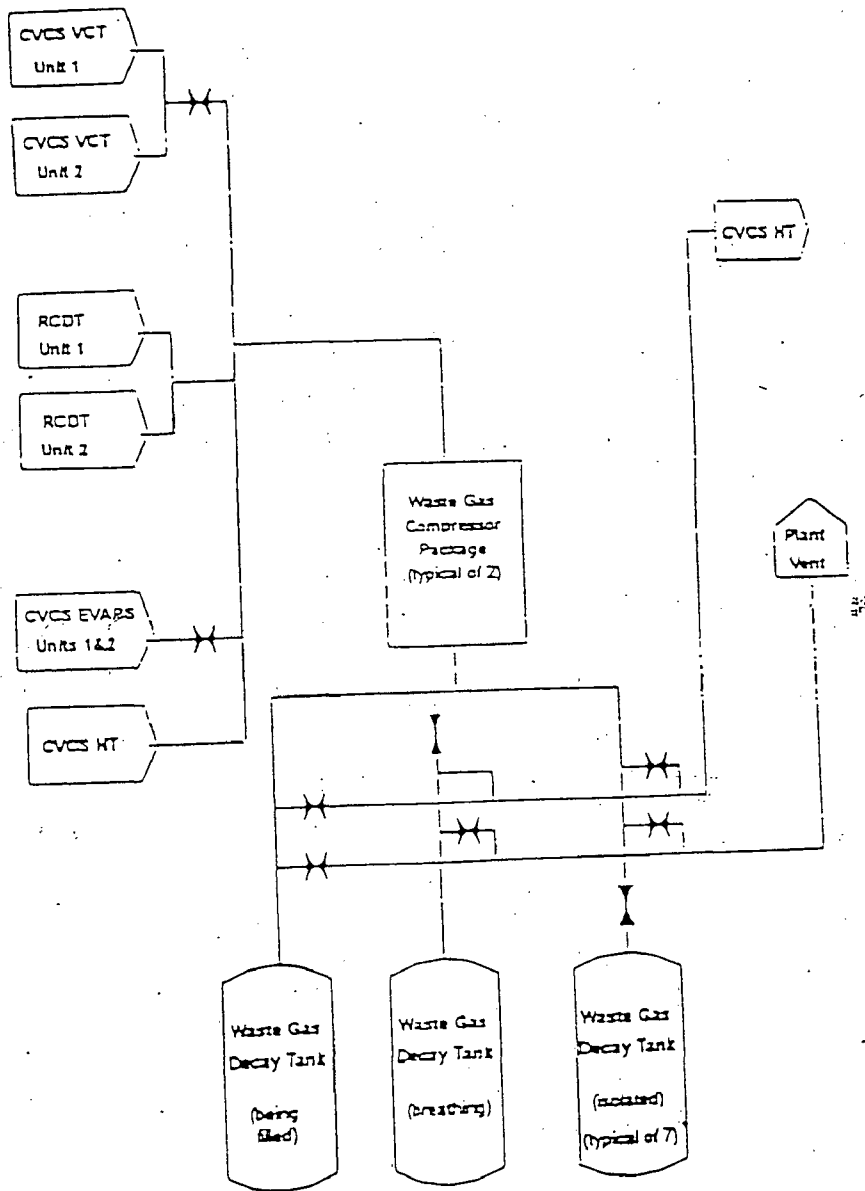 CVCS VCT
Unit 1
CVCS VCT
Unit 2
CVCS HT
RCDT
Unit 1
RCDT
Unit 2
Waste Gas
Compressor
Package
(typical of 2)
Plant
Vent
CVCS EVAPS
Units 1&2
CVCS HT
Waste Gas
Decay Tank
(being
filled)
Waste Gas
Decay Tank
(breathing)
Waste Gas
Decay Tank
(isolated)
(typical of 7)